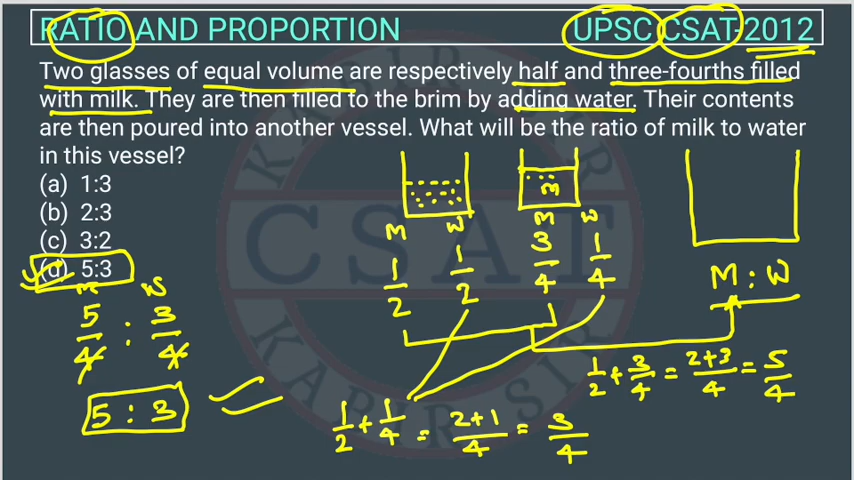 RATIO AND PROPORTION UPSC CSAT-2012
Two glasses of equal volume are respectively half and three-fourths filled
with milk. They are then filled to the brim by adding water. Their contents
are then poured into another vessel. What will be the ratio of milk to water
in this vessel?
(a) 1:3
(b) 2:3
(c) 3:2
(d) 5:3
m
M W M W
1/2 1/2 3/4 1/4
M : W
M W
5/4 : 3/4
5 : 3
1/2 + 3/4 = 2+3/4 = 5/4
1/2 + 1/4 = 2+1/4 = 3/4
KABIR'S CSAT
KABIR'S CSAT